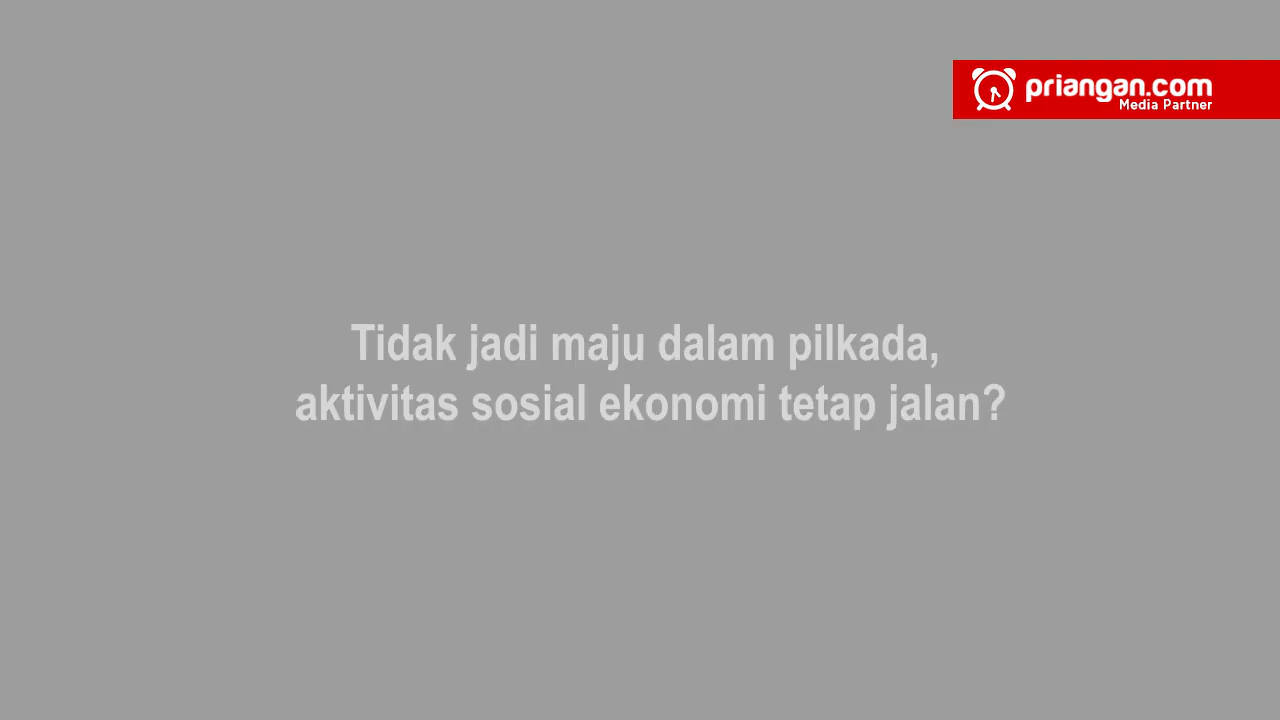 priangan.com
Media Partner
Tidak jadi maju dalam pilkada,
aktivitas sosial ekonomi tetap jalan?